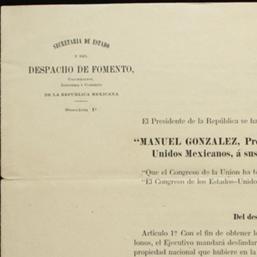 SECRETARIA DE ESTADO
Y DEL
DESPACHO DE FOMENTO,
COLONIZACION,
INDUSTRIA Y COMERCIO
DE LA REPUBLICA MEXICANA
Sección 1ª
El Presidente de la República se ha
"MANUEL GONZALEZ, Pre
Unidos Mexicanos, á sus
"Que el Congreso de la Union ha t
"El Congreso de los Estados-Unido
Del des
Artículo 1º Con el fin de obtener l
lonos, el Ejecutivo mandará deslindar
propiedad nacional que hubiere en la